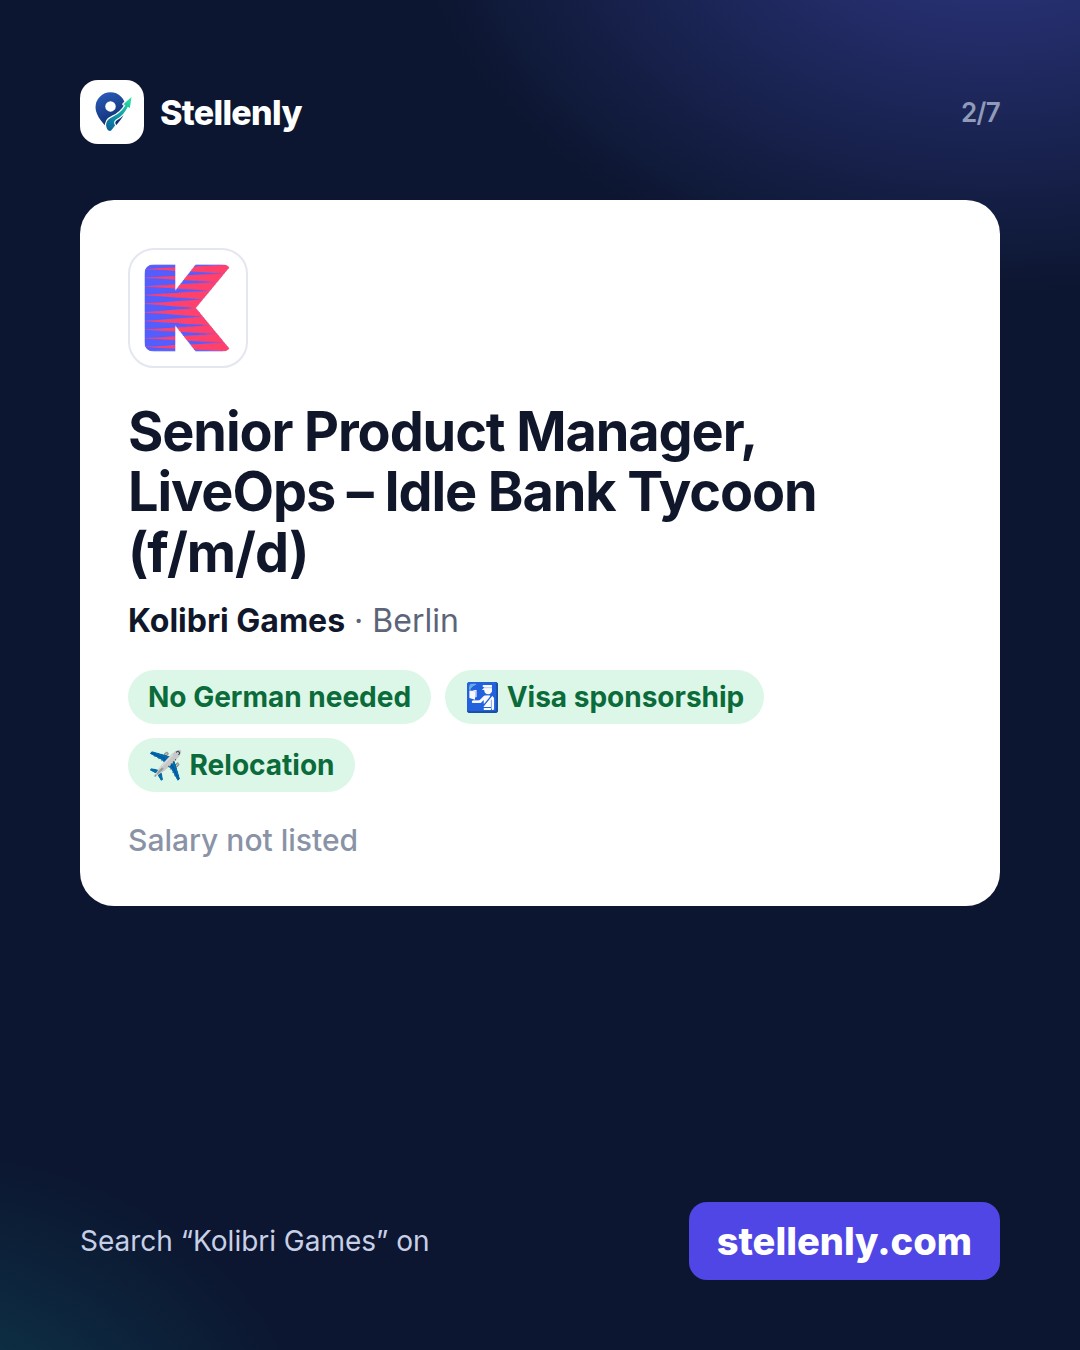 Stellenly
2/7
Senior Product Manager,
LiveOps – Idle Bank Tycoon
(f/m/d)
Kolibri Games · Berlin
No German needed
🛂 Visa sponsorship
✈️ Relocation
Salary not listed
Search “Kolibri Games” on
stellenly.com